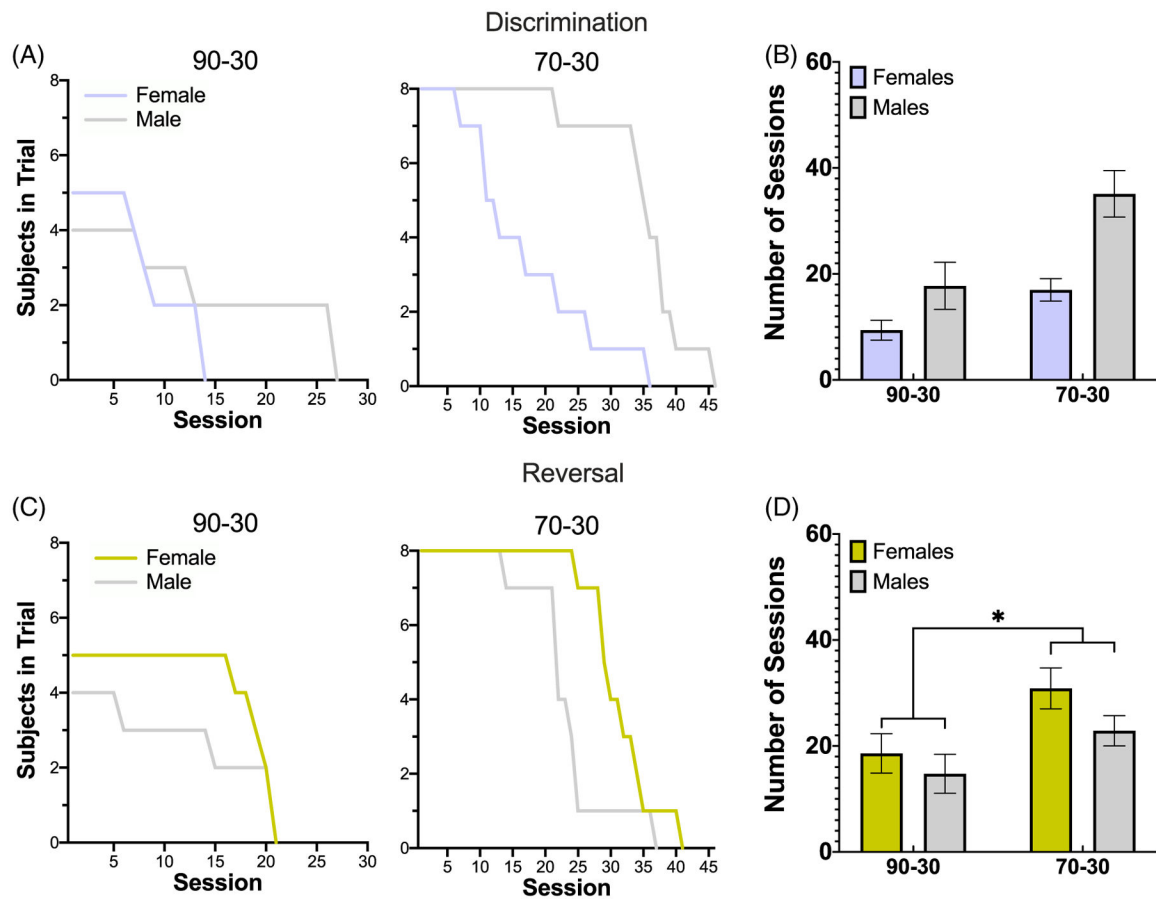 Discrimination
(A)
90-30
Female
Male
Subjects in Trial
8
6
4
2
0
5 10 15 20 25 30
Session
70-30
8
6
4
2
0
5 10 15 20 25 30 35 40 45
Session
(B)
Females
Males
Number of Sessions
60
40
20
0
90-30 70-30
Reversal
(C)
90-30
Female
Male
Subjects in Trial
8
6
4
2
0
5 10 15 20 25 30
Session
70-30
8
6
4
2
0
5 10 15 20 25 30 35 40 45
Session
(D)
Females
Males
*
Number of Sessions
60
40
20
0
90-30 70-30